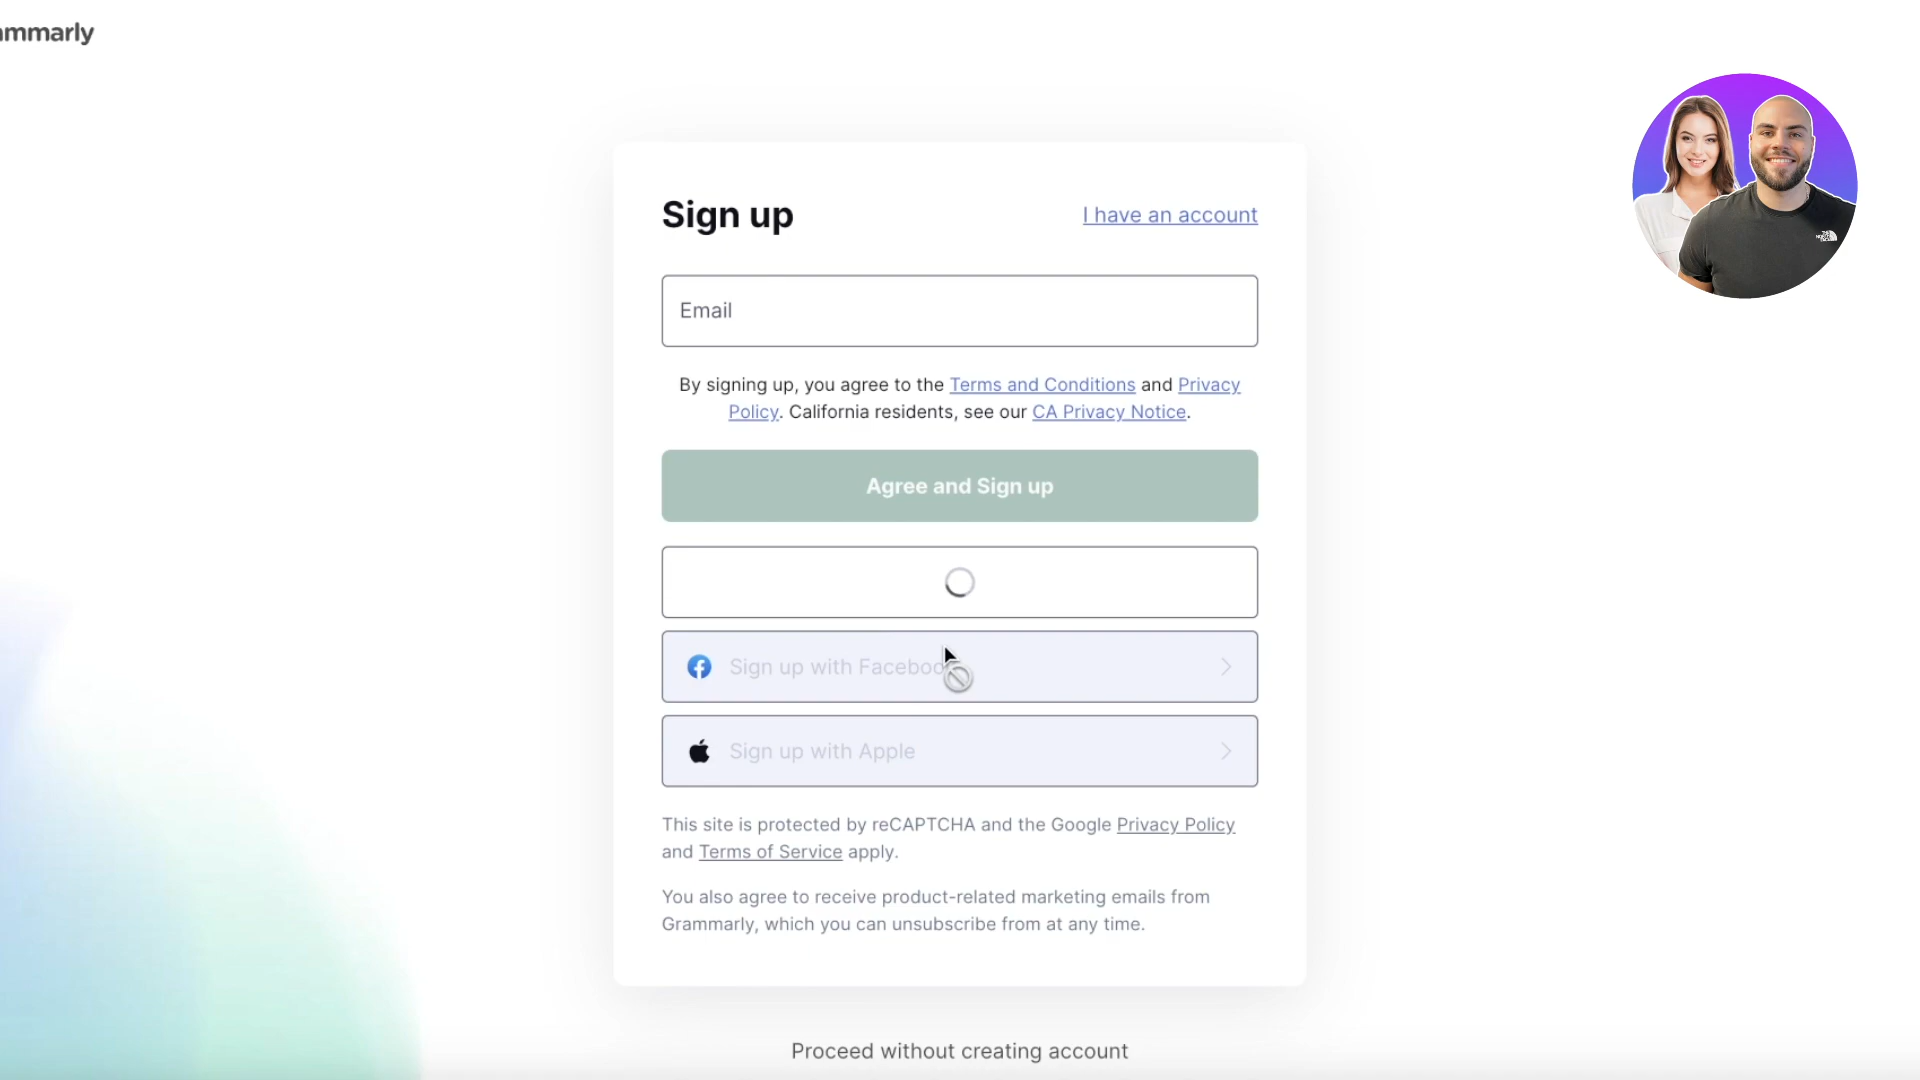 ammarly
Sign up
I have an account
Email
By signing up, you agree to the Terms and Conditions and Privacy
Policy. California residents, see our CA Privacy Notice.
Agree and Sign up
Sign up with Faceboo
Sign up with Apple
This site is protected by reCAPTCHA and the Google Privacy Policy
and Terms of Service apply.
You also agree to receive product-related marketing emails from
Grammarly, which you can unsubscribe from at any time.
Proceed without creating account
THE
NORTH
FACE